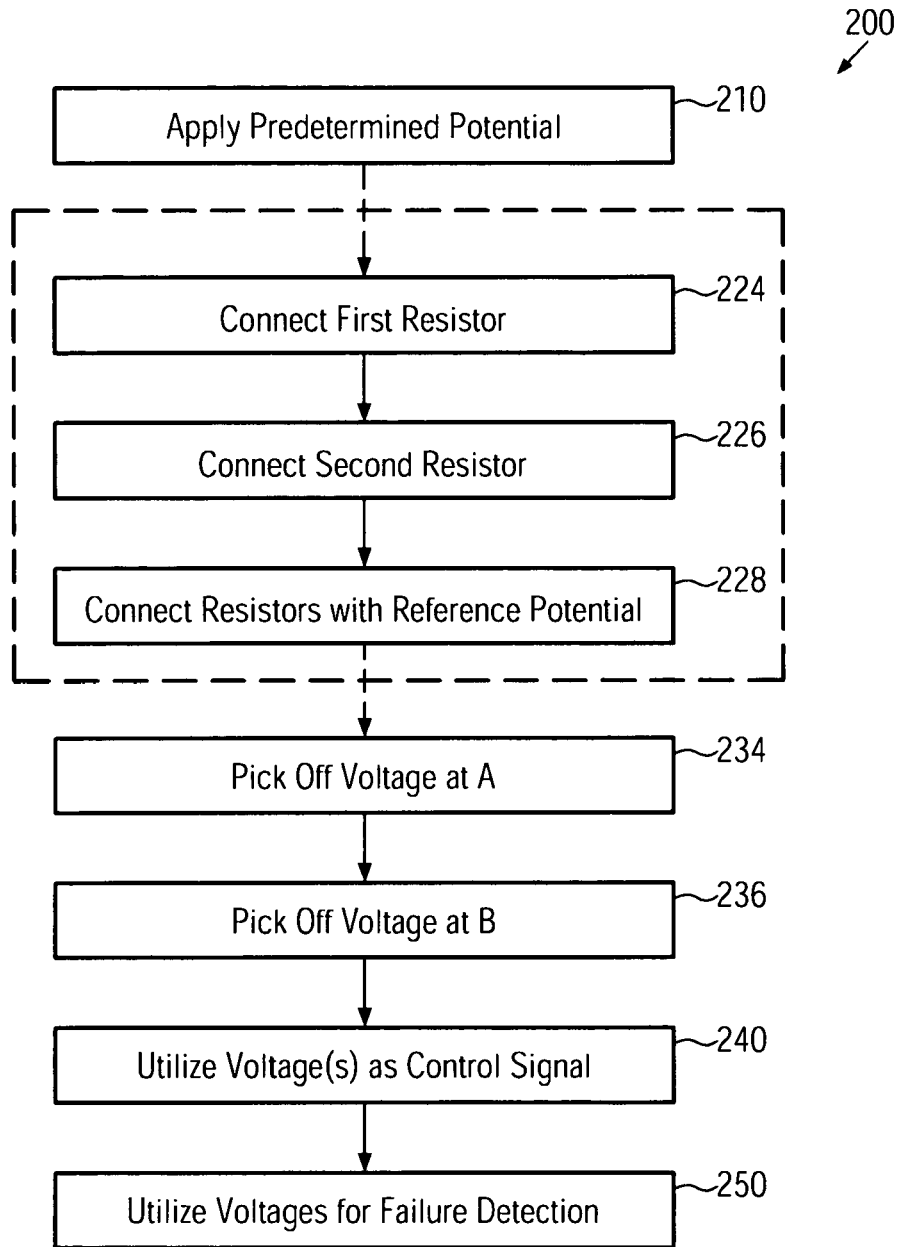 200
Apply Predetermined Potential
210
Connect First Resistor
224
Connect Second Resistor
226
Connect Resistors with Reference Potential
228
Pick Off Voltage at A
234
Pick Off Voltage at B
236
Utilize Voltage(s) as Control Signal
240
Utilize Voltages for Failure Detection
250